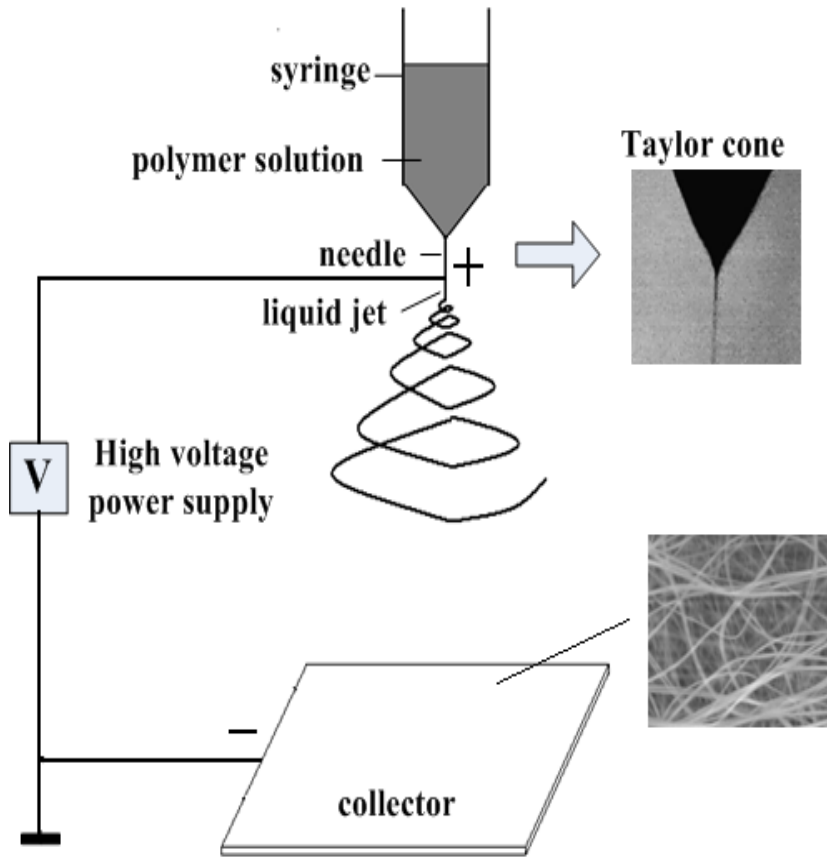 syringe
polymer solution
Taylor cone
needle
+
liquid jet
V
High voltage
power supply
−
collector